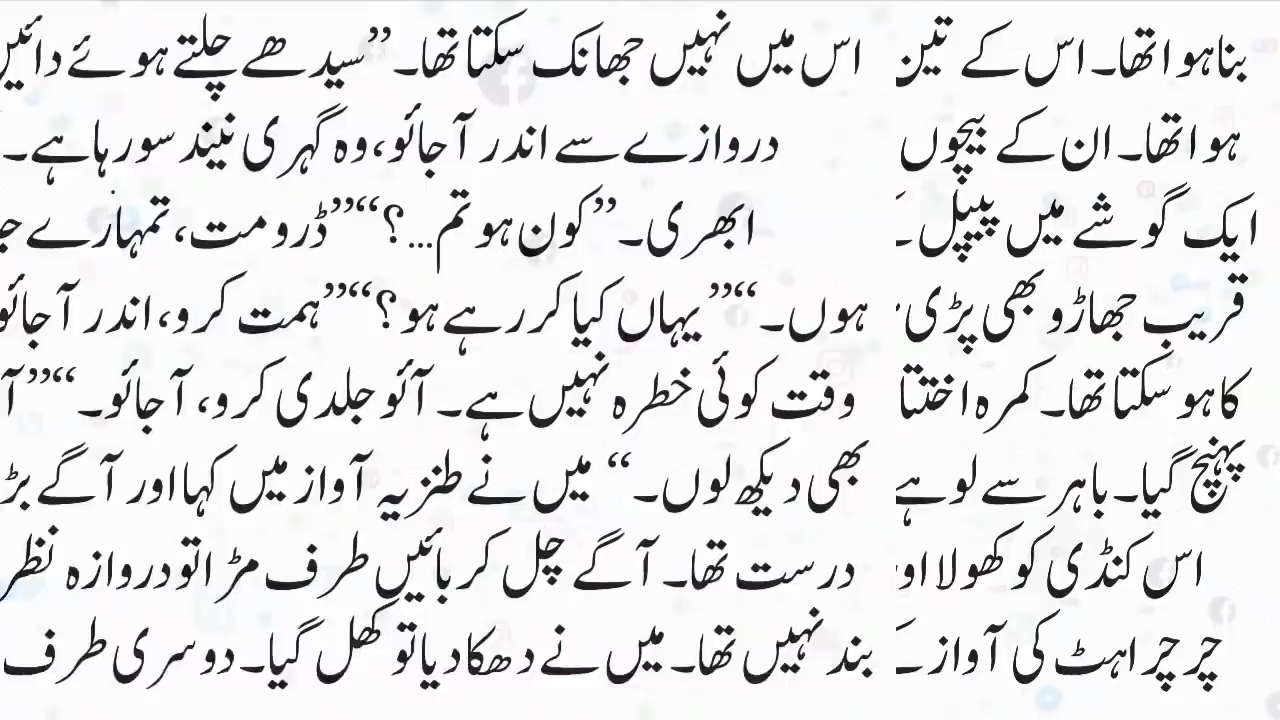 بنا ہوا تھا۔ اس کے تین
ہوا تھا۔ ان کے بیچوں
ایک گوشے میں پیپل
قریب جھاڑو بھی پڑی
کا ہو سکتا تھا۔ کمرہ اختتا
پہنچ گیا۔ باہر سے لوہے
اس کنڈی کو کھولا او
چرچراہٹ کی آواز
اس میں نہیں جھانک سکتا تھا۔ ”سیدھے چلتے ہوئے دائیں
دروازے سے اندر آ جائو، وہ گہری نیند سو رہا ہے۔
ابھری۔ ”کون ہو تم...؟“ ”ڈرو مت، تمہارے
ہوں۔“ ”یہاں کیا کر رہے ہو؟“ ”ہمت کرو، اندر آ جائو
وقت کوئی خطرہ نہیں ہے۔ آئو جلدی کرو، آ جائو۔“ ”آ
بھی دیکھ لوں۔“ میں نے طنزیہ آواز میں کہا اور آگے بڑ
درست تھا۔ آگے چل کر بائیں طرف مڑا تو دروازہ نظر
بند نہیں تھا۔ میں نے دھکا دیا تو کھل گیا۔ دوسری طرف